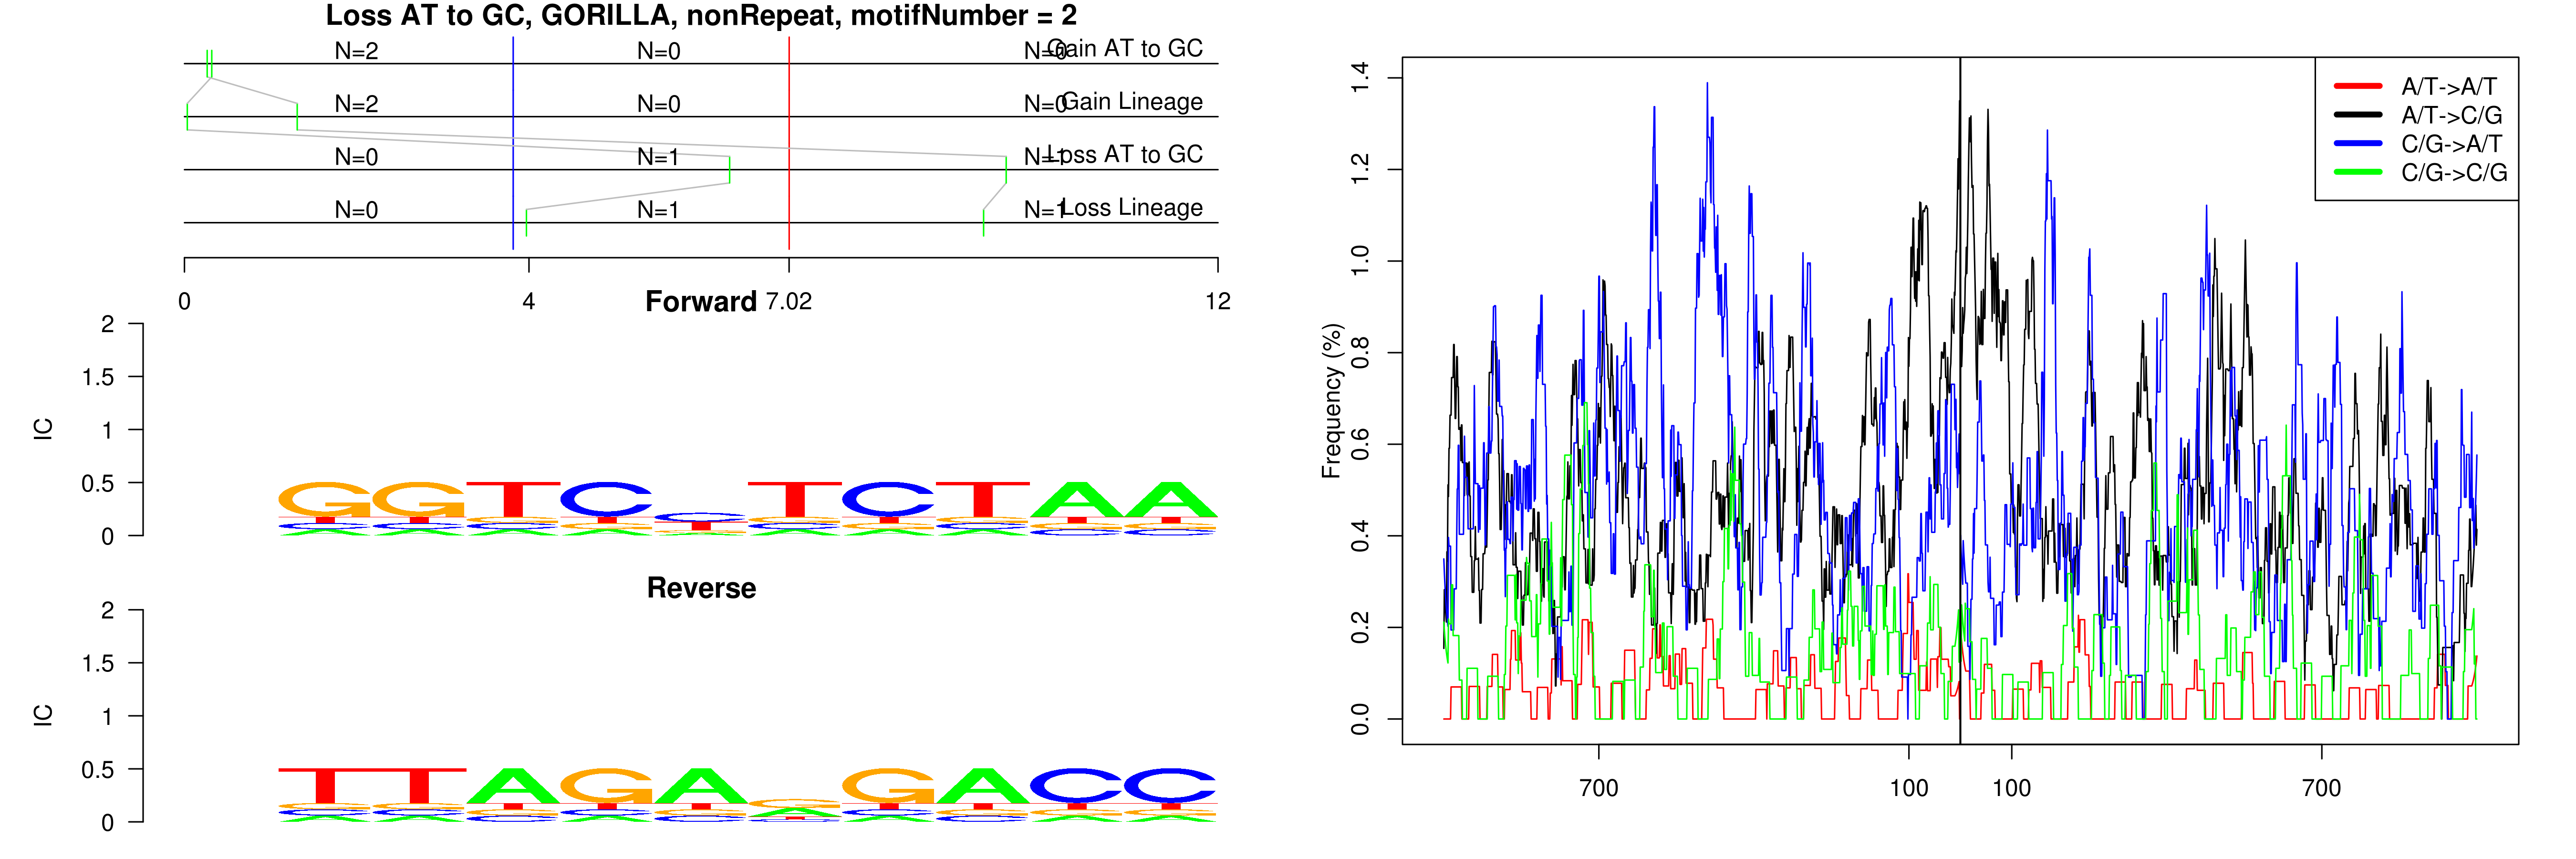 Loss AT to GC, GORILLA, nonRepeat, motifNumber = 2
N=2 N=0 N=0 Gain AT to GC
N=2 N=0 N=0 Gain Lineage
N=0 N=1 N=1 Loss AT to GC
N=0 N=1 N=1 Loss Lineage
0 4 7.02 12
Forward
2
1.5
1
0.5
0
IC
GGTCCTCTAA
Reverse
2
1.5
1
0.5
0
IC
TTAGAGGACC
1.4
1.2
1.0
0.8
0.6
0.4
0.2
0.0
Frequency (%)
A/T->A/T
A/T->C/G
C/G->A/T
C/G->C/G
700 100 100 700